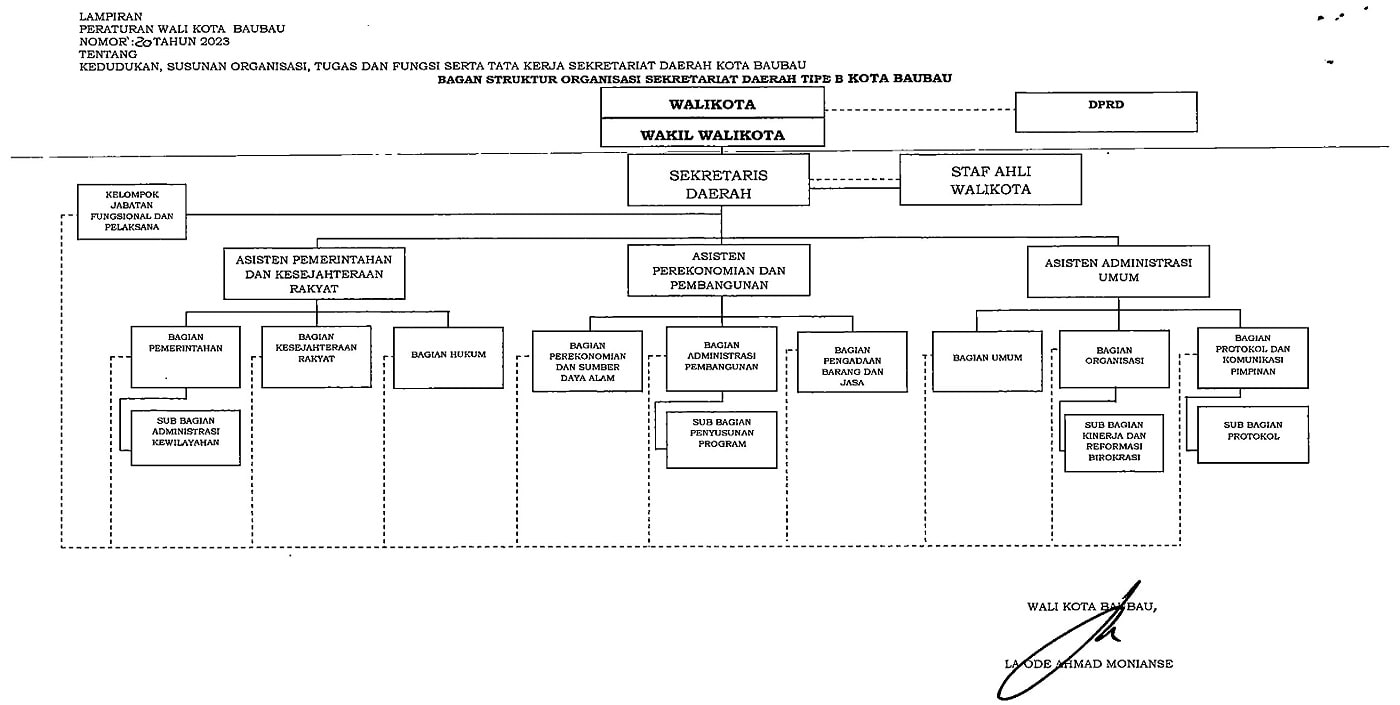 LAMPIRAN
PERATURAN WALI KOTA BAUBAU
NOMOR :20 TAHUN 2023
TENTANG
KEDUDUKAN, SUSUNAN ORGANISASI, TUGAS DAN FUNGSI SERTA TATA KERJA SEKRETARIAT DAERAH KOTA BAUBAU
BAGAN STRUKTUR ORGANISASI SEKRETARIAT DAERAH TIPE B KOTA BAUBAU
WALIKOTA
WAKIL WALIKOTA
DPRD
SEKRETARIS
DAERAH
STAF AHLI
WALIKOTA
KELOMPOK
JABATAN
FUNGSIONAL DAN
PELAKSANA
ASISTEN PEMERINTAHAN
DAN KESEJAHTERAAN
RAKYAT
ASISTEN
PEREKONOMIAN DAN
PEMBANGUNAN
ASISTEN ADMINISTRASI
UMUM
BAGIAN
PEMERINTAHAN
BAGIAN
KESEJAHTERAAN
RAKYAT
BAGIAN HUKUM
BAGIAN
PEREKONOMIAN
DAN SUMBER
DAYA ALAM
BAGIAN
ADMINISTRASI
PEMBANGUNAN
BAGIAN
PENGADAAN
BARANG DAN
JASA
BAGIAN UMUM
BAGIAN
ORGANISASI
BAGIAN
PROTOKOL DAN
KOMUNIKASI
PIMPINAN
SUB BAGIAN
ADMINISTRASI
KEWILAYAHAN
SUB BAGIAN
PENYUSUNAN
PROGRAM
SUB BAGIAN
KINERJA DAN
REFORMASI
BIROKRASI
SUB BAGIAN
PROTOKOL
WALI KOTA BAUBAU,
LA ODE AHMAD MONIANSE